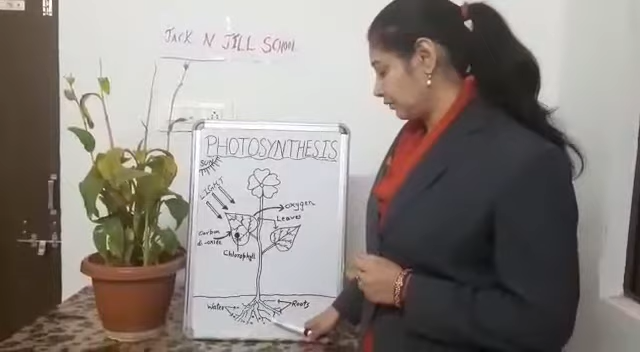 JACK N JILL SCHOOL
PHOTOSYNTHESIS
SUN
LIGHT
oxygen
Leaves
Carbon
di-oxide
Chlorophyll
Water
Roots